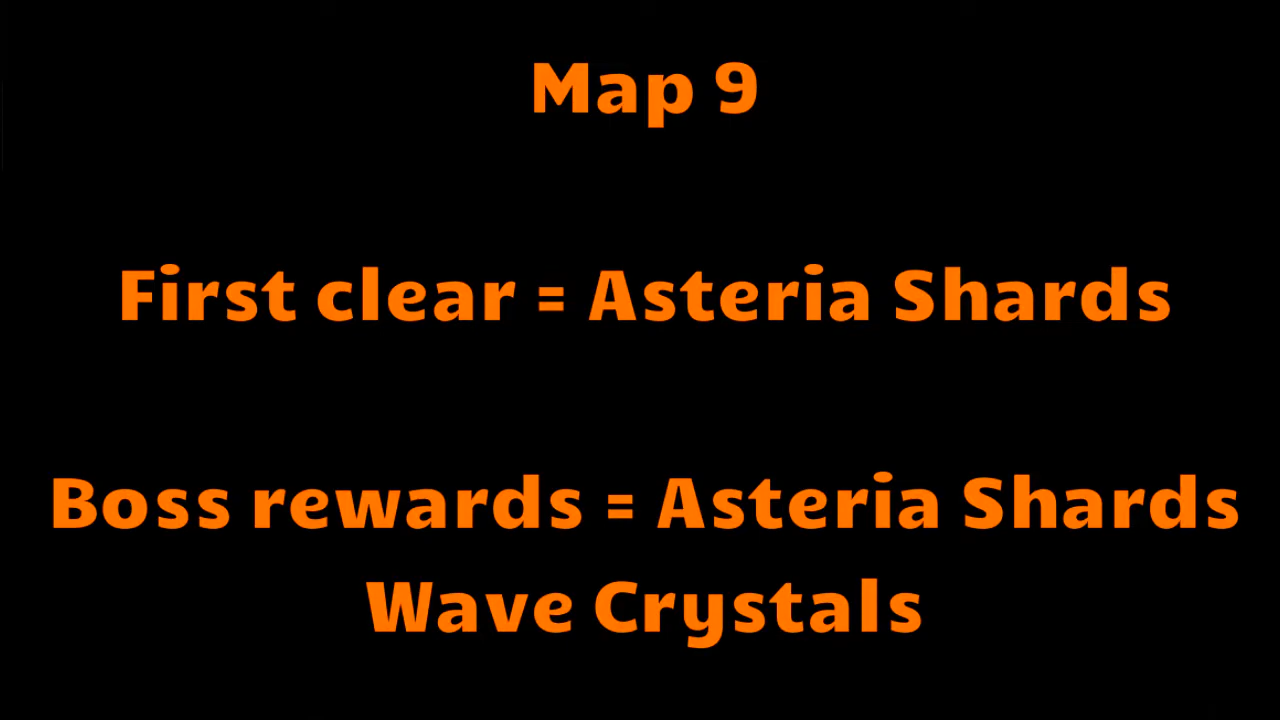 Map 9
First clear = Asteria Shards
Boss rewards = Asteria Shards
Wave Crystals